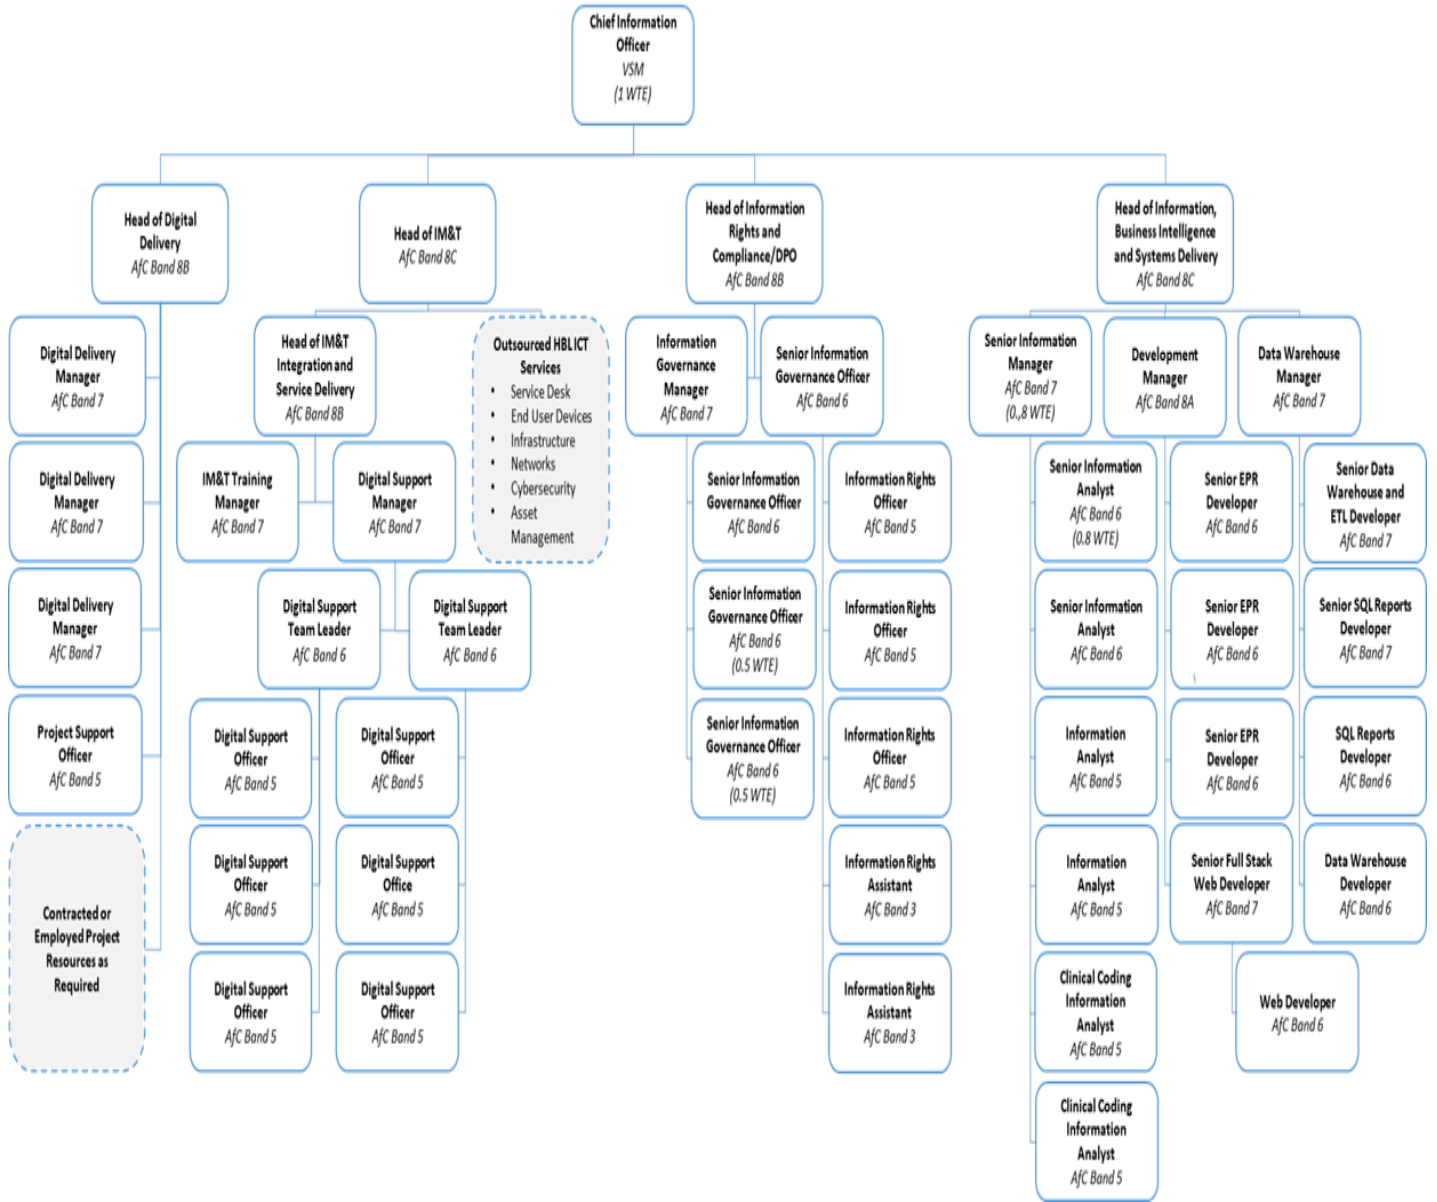 Chief Information
Officer
VSM
(1 WTE)
Head of Digital
Delivery
AfC Band 8B
Head of IM&T
AfC Band 8C
Head of Information
Rights and
Compliance/DPO
AfC Band 8B
Head of Information,
Business Intelligence
and Systems Delivery
AfC Band 8C
Digital Delivery
Manager
AfC Band 7
Digital Delivery
Manager
AfC Band 7
Digital Delivery
Manager
AfC Band 7
Project Support
Officer
AfC Band 5
Contracted or
Employed Project
Resources as
Required
Head of IM&T
Integration and
Service Delivery
AfC Band 8B
Outsourced HBL ICT
Services
• Service Desk
• End User Devices
• Infrastructure
• Networks
• Cybersecurity
• Asset
Management
IM&T Training
Manager
AfC Band 7
Digital Support
Manager
AfC Band 7
Digital Support
Team Leader
AfC Band 6
Digital Support
Team Leader
AfC Band 6
Digital Support
Officer
AfC Band 5
Digital Support
Officer
AfC Band 5
Digital Support
Officer
AfC Band 5
Digital Support
Officer
AfC Band 5
Digital Support
Office
AfC Band 5
Digital Support
Officer
AfC Band 5
Information
Governance
Manager
AfC Band 7
Senior Information
Governance Officer
AfC Band 6
Senior Information
Governance Officer
AfC Band 6
Senior Information
Governance Officer
AfC Band 6
(0.5 WTE)
Senior Information
Governance Officer
AfC Band 6
(0.5 WTE)
Information Rights
Officer
AfC Band 5
Information Rights
Officer
AfC Band 5
Information Rights
Officer
AfC Band 5
Information Rights
Assistant
AfC Band 3
Information Rights
Assistant
AfC Band 3
Senior Information
Manager
AfC Band 7
(0.,8 WTE)
Development
Manager
AfC Band 8A
Data Warehouse
Manager
AfC Band 7
Senior Information
Analyst
AfC Band 6
(0.8 WTE)
Senior Information
Analyst
AfC Band 6
Information
Analyst
AfC Band 5
Information
Analyst
AfC Band 5
Clinical Coding
Information
Analyst
AfC Band 5
Clinical Coding
Information
Analyst
AfC Band 5
Senior EPR
Developer
AfC Band 6
Senior EPR
Developer
AfC Band 6
Senior EPR
Developer
AfC Band 6
Senior Full Stack
Web Developer
AfC Band 7
Web Developer
AfC Band 6
Senior Data
Warehouse and
ETL Developer
AfC Band 7
Senior SQL Reports
Developer
AfC Band 7
SQL Reports
Developer
AfC Band 6
Data Warehouse
Developer
AfC Band 6